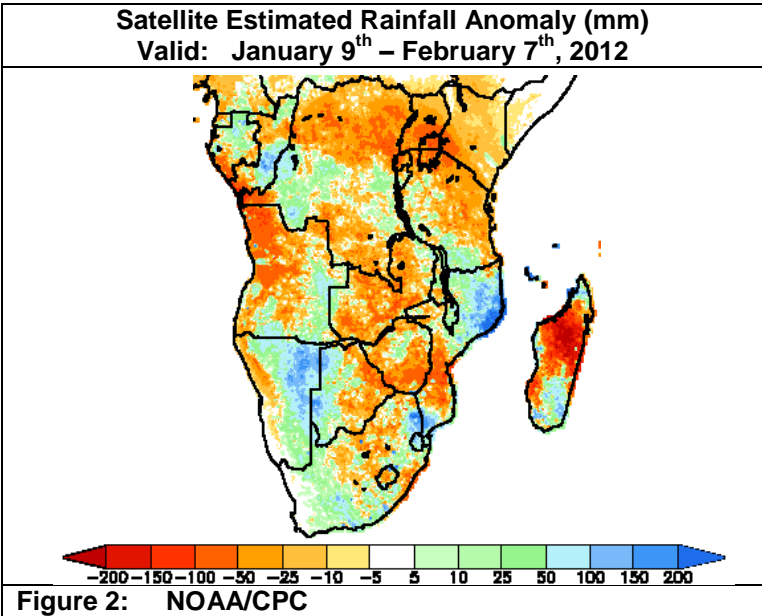 Satellite Estimated Rainfall Anomaly (mm)
Valid: January 9th – February 7th, 2012
-200 -150 -100 -50 -25 -10 -5 5 10 25 50 100 150 200
Figure 2: NOAA/CPC